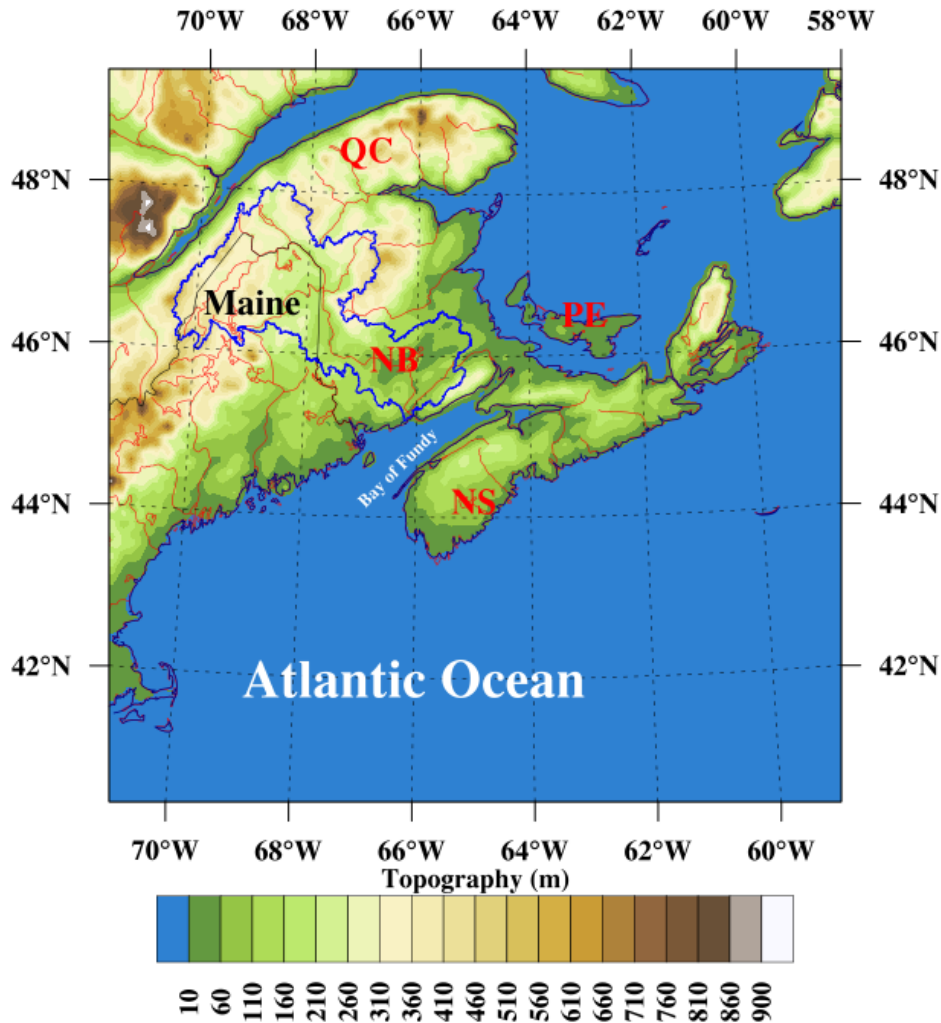 70°W 68°W 66°W 64°W 62°W 60°W 58°W
QC
48°N 48°N
Maine
PE
46°N 46°N
NB
Bay of Fundy
44°N NS 44°N
42°N 42°N
Atlantic Ocean
70°W 68°W 66°W 64°W 62°W 60°W
Topography (m)
10 60 110 160 210 260 310 360 410 460 510 560 610 660 710 760 810 860 900